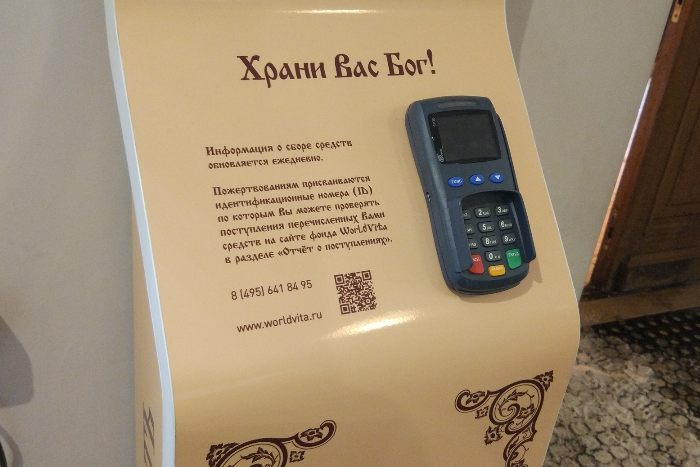 Храни Вас Бог!
Информация о сборе средств
обновляется ежедневно.
Пожертвованиям присваиваются
идентификационные номера (ID)
по которым Вы можете проверять
поступления перечисленных Вами
средств на сайте фонда WorldVita
в разделе «Отчёт о поступлениях».
8 (495) 641 84 95
www.worldvita.ru